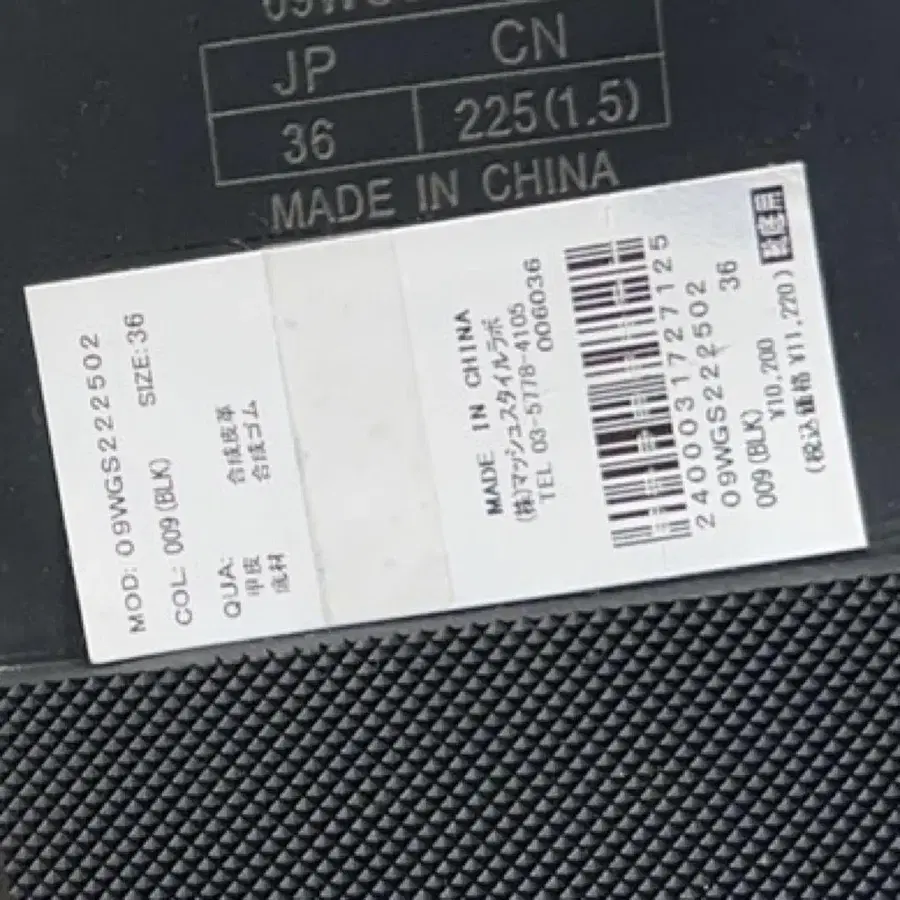 JP CN
36 225(1.5)
MADE IN CHINA
MOD: 09WGS222502
SIZE: 36
COL: 009 (BLK)
QUA:
甲皮 合成皮革
底材 合成ゴム
MADE IN CHINA
(株)マッシュスタイルラボ
TEL 03-5778-4105
006036
2400031727125
09WGS222502
36
009 (BLK)
¥10,200
(税込価格 ¥11,220)